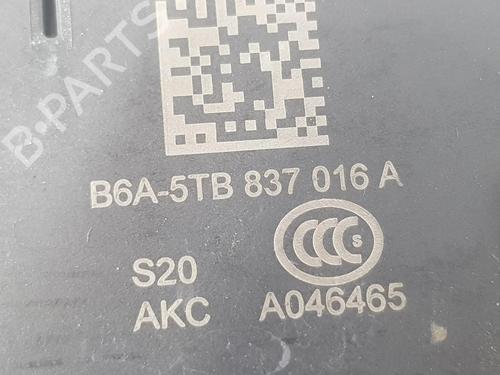 B-PARTS
B6A-5TB 837 016 A
CCC S
S20
AKC A046465